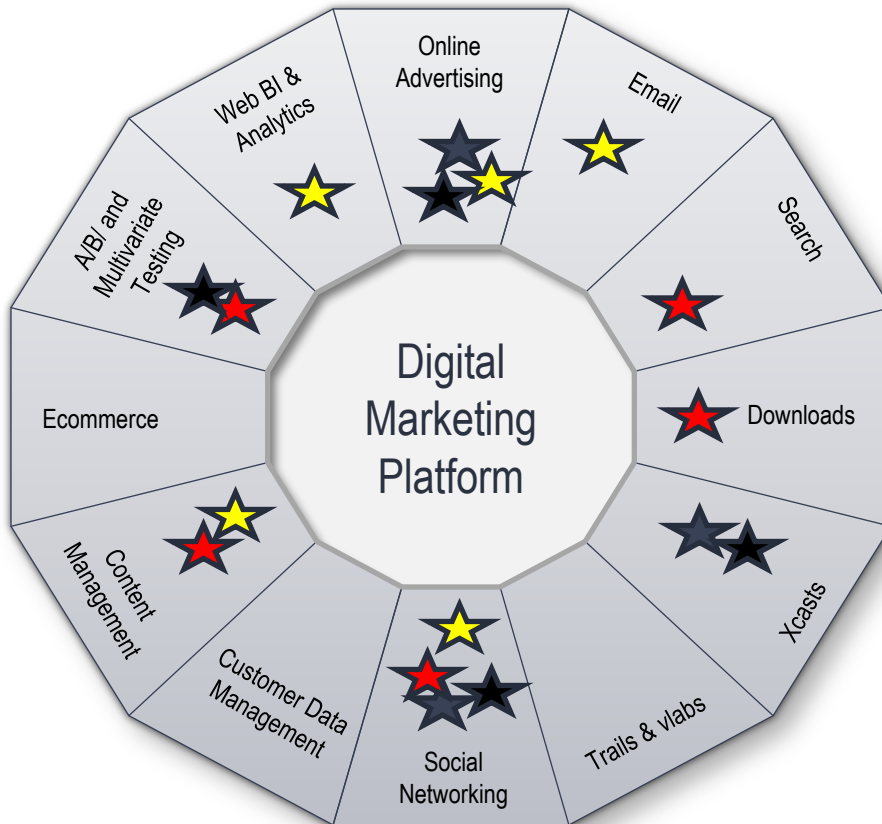 Online
Advertising
Email
Search
Downloads
Xcasts
Trails & vlabs
Social
Networking
Customer Data
Management
Content
Management
Ecommerce
A/B/ and
Multivariate
Testing
Web BI &
Analytics
Digital
Marketing
Platform